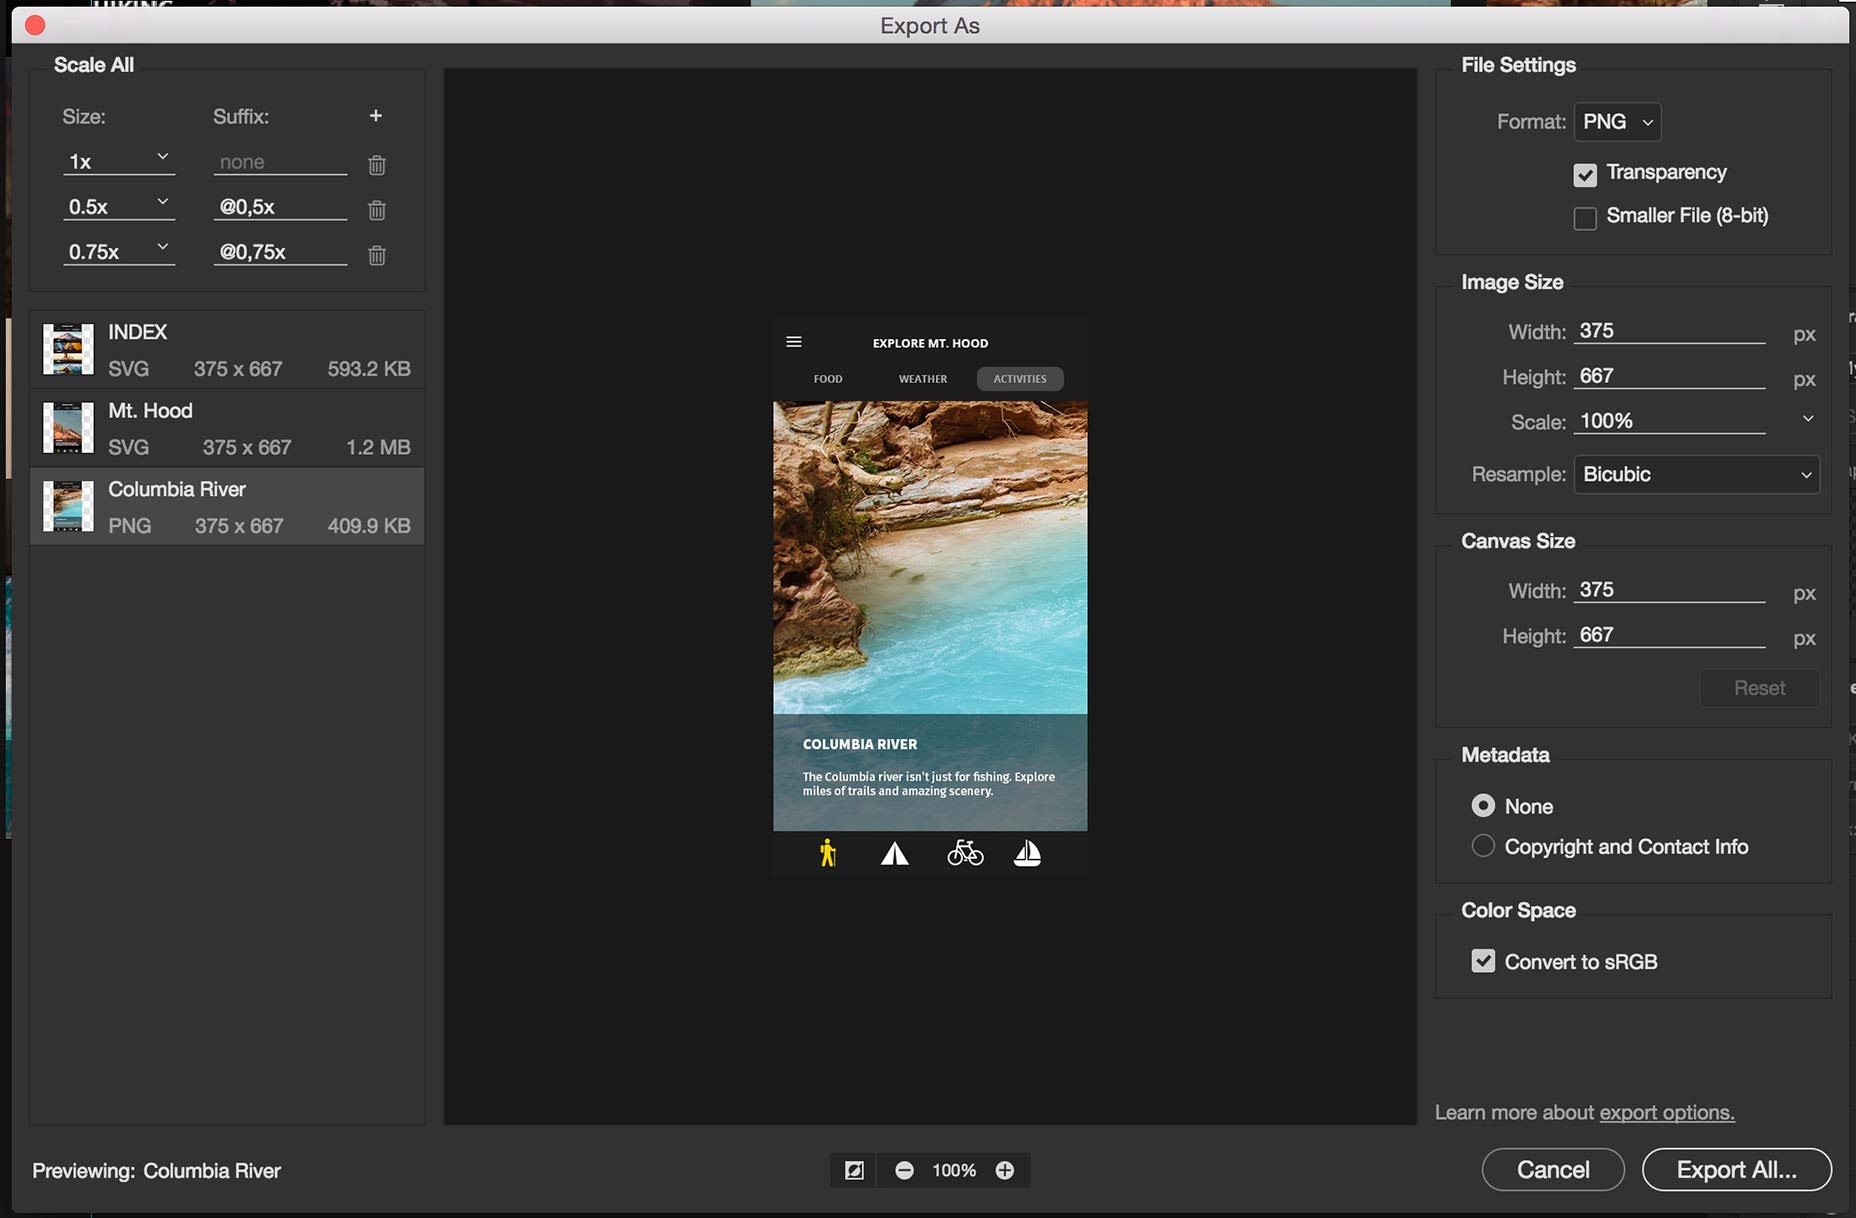 HIKING
Export As
Scale All
Size: Suffix: +
1x none
0.5x @0,5x
0.75x @0,75x
INDEX
SVG 375 x 667 593.2 KB
Mt. Hood
SVG 375 x 667 1.2 MB
Columbia River
PNG 375 x 667 409.9 KB
EXPLORE MT. HOOD
FOOD WEATHER ACTIVITIES
COLUMBIA RIVER
The Columbia river isn't just for fishing. Explore
miles of trails and amazing scenery.
File Settings
Format: PNG
Transparency
Smaller File (8-bit)
Image Size
Width: 375 px
Height: 667 px
Scale: 100%
Resample: Bicubic
Canvas Size
Width: 375 px
Height: 667 px
Reset
Metadata
None
Copyright and Contact Info
Color Space
Convert to sRGB
Learn more about export options.
Previewing: Columbia River
100%
Cancel
Export All...